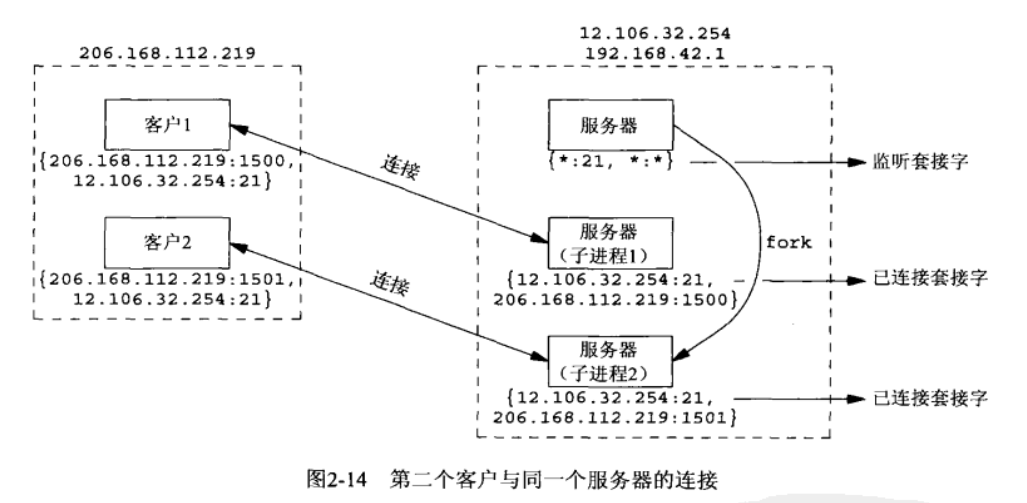 206.168.112.219
客户1
{206.168.112.219:1500,
12.106.32.254:21}
客户2
{206.168.112.219:1501,
12.106.32.254:21}
连接
连接
12.106.32.254
192.168.42.1
服务器
{*:21, *:*}
监听套接字
fork
服务器
（子进程1）
{12.106.32.254:21,
206.168.112.219:1500}
已连接套接字
服务器
（子进程2）
{12.106.32.254:21,
206.168.112.219:1501}
已连接套接字
图2-14 第二个客户与同一个服务器的连接